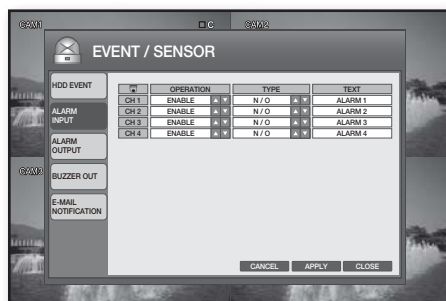 CAM1
C
CAM2
EVENT / SENSOR
HDD EVENT
ALARM INPUT
ALARM OUTPUT
BUZZER OUT
E-MAIL NOTIFICATION
OPERATION TYPE TEXT
CH 1 ENABLE N / O ALARM 1
CH 2 ENABLE N / O ALARM 2
CH 3 ENABLE N / O ALARM 3
CH 4 ENABLE N / O ALARM 4
CAM3
CANCEL APPLY CLOSE